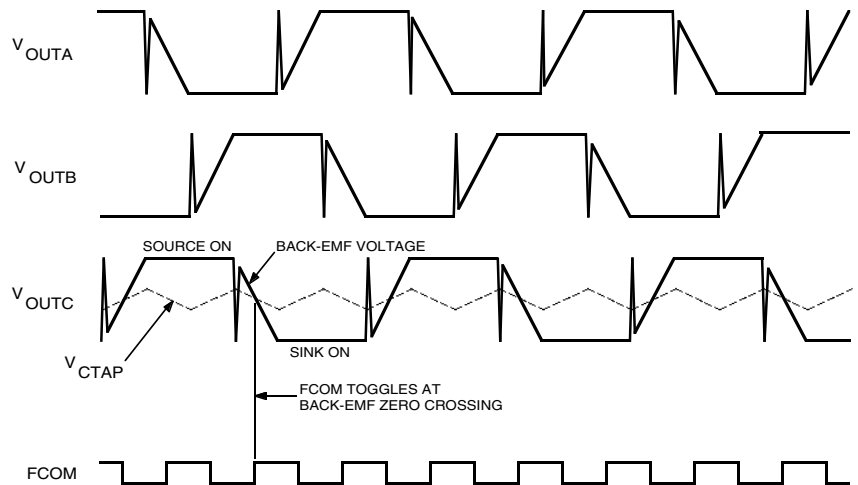 V OUTA
V OUTB
SOURCE ON
BACK-EMF VOLTAGE
V OUTC
SINK ON
V CTAP
FCOM TOGGLES AT
BACK-EMF ZERO CROSSING
FCOM